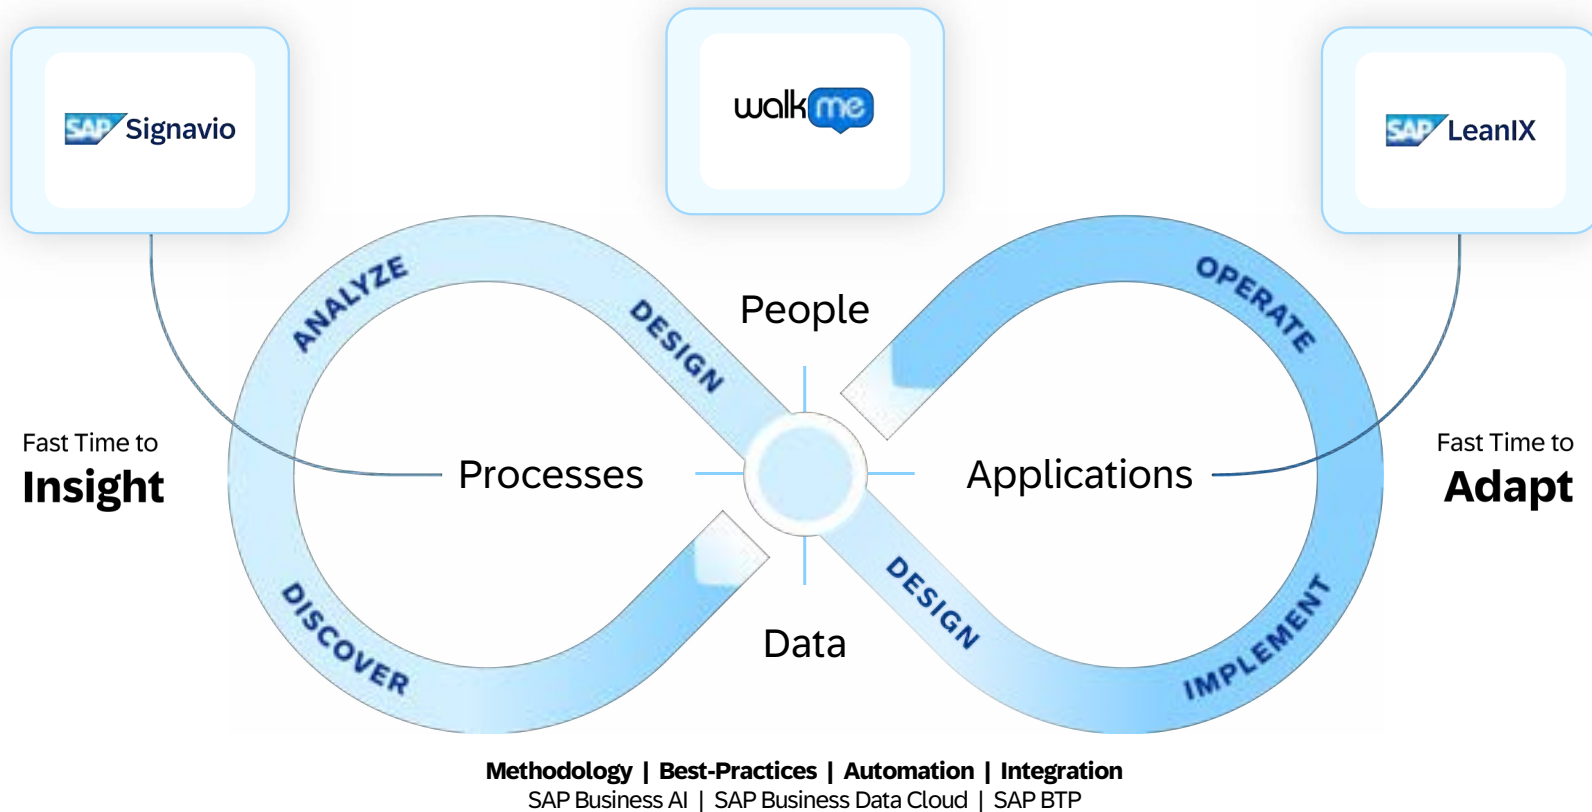 SAP Signavio
walkme
SAP LeanIX
ANALYZE
DESIGN
People
OPERATE
Fast Time to
Insight
Processes
Applications
Fast Time to
Adapt
DISCOVER
Data
DESIGN
IMPLEMENT
Methodology | Best-Practices | Automation | Integration
SAP Business AI | SAP Business Data Cloud | SAP BTP